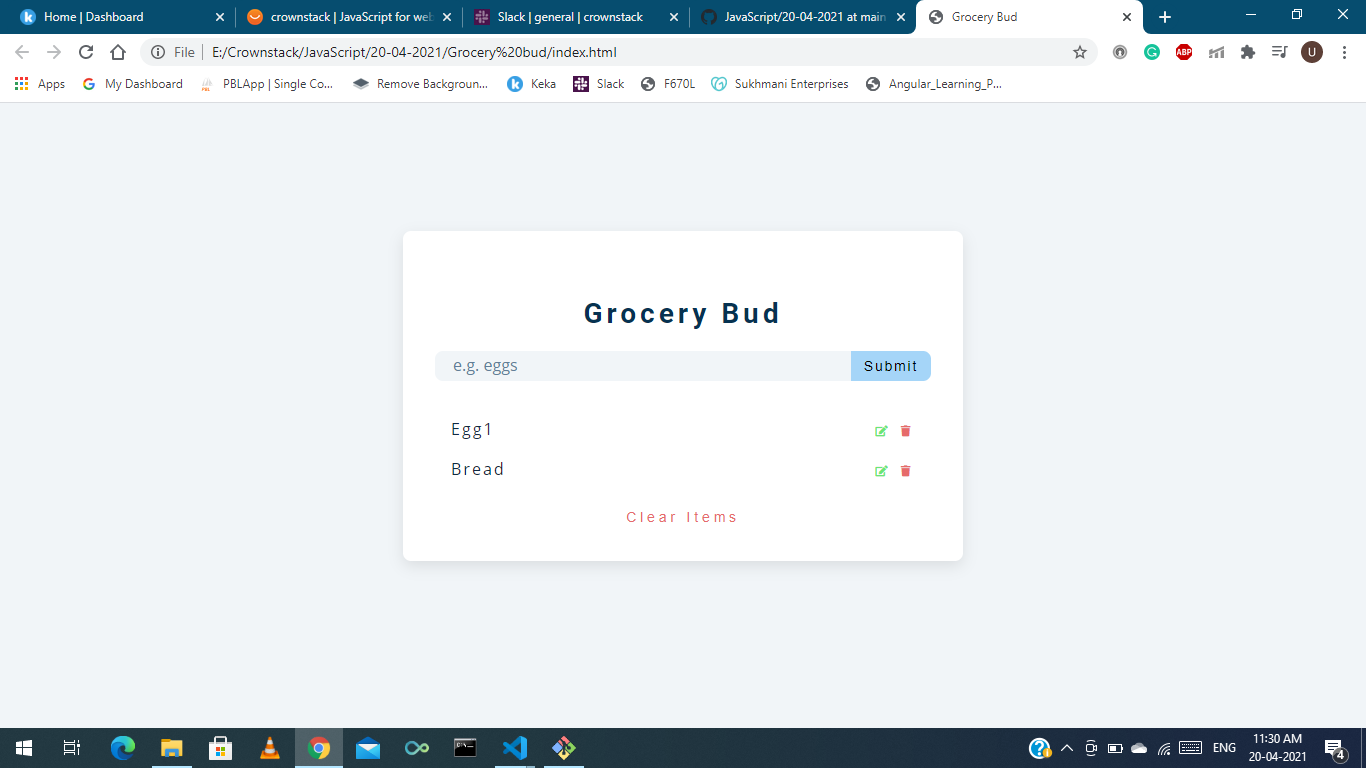 Home | Dashboard
crownstack | JavaScript for web
Slack | general | crownstack
JavaScript/20-04-2021 at main
Grocery Bud
File
E:/Crownstack/JavaScript/20-04-2021/Grocery%20bud/index.html
ABP
U
Apps
My Dashboard
PBLApp | Single Co...
Remove Backgroun...
Keka
Slack
F670L
Sukhmani Enterprises
Angular_Learning_P...
Grocery Bud
e.g. eggs
Submit
Egg1
Bread
Clear Items
ENG
11:30 AM
20-04-2021
4